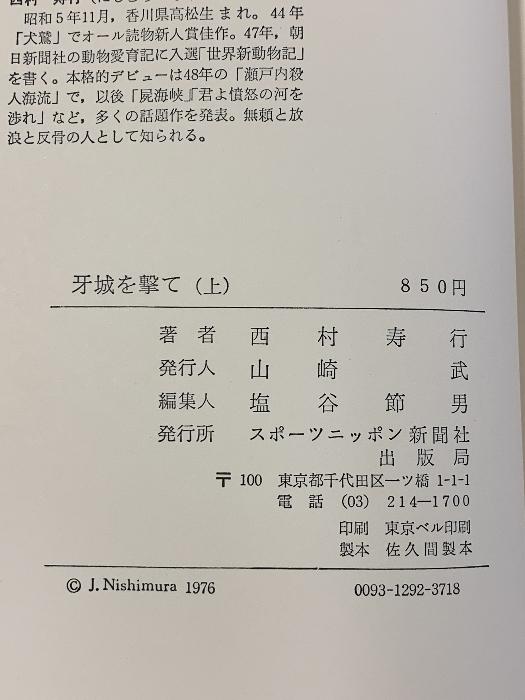 昭和5年11月，香川県高松生まれ。44年
「犬鷲」でオール読物新人賞佳作。47年，朝
日新聞社の動物愛育記に入選「世界新動物記」
を書く。本格的デビューは48年の「瀬戸内殺
人海流」で，以後「屍海峡」『君よ憤怒の河を
渉れ」など，多くの話題作を発表。無頼と放
浪と反骨の人として知られる。
牙城を撃て（上） 850円
著者 西村寿行
発行人 山崎武
編集人 塩谷節男
発行所 スポーツニッポン新聞社
出版局
〒100 東京都千代田区一ツ橋 1-1-1
電話 (03) 214―1700
印刷 東京ベル印刷
製本 佐久間製本
© J. Nishimura 1976 0093-1292-3718